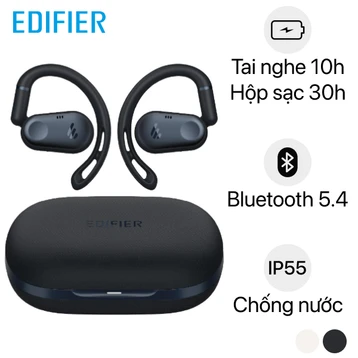 EDIFIER
Tai nghe 10h
Hộp sạc 30h
Bluetooth 5.4
EDIFIER
IP55
Chống nước